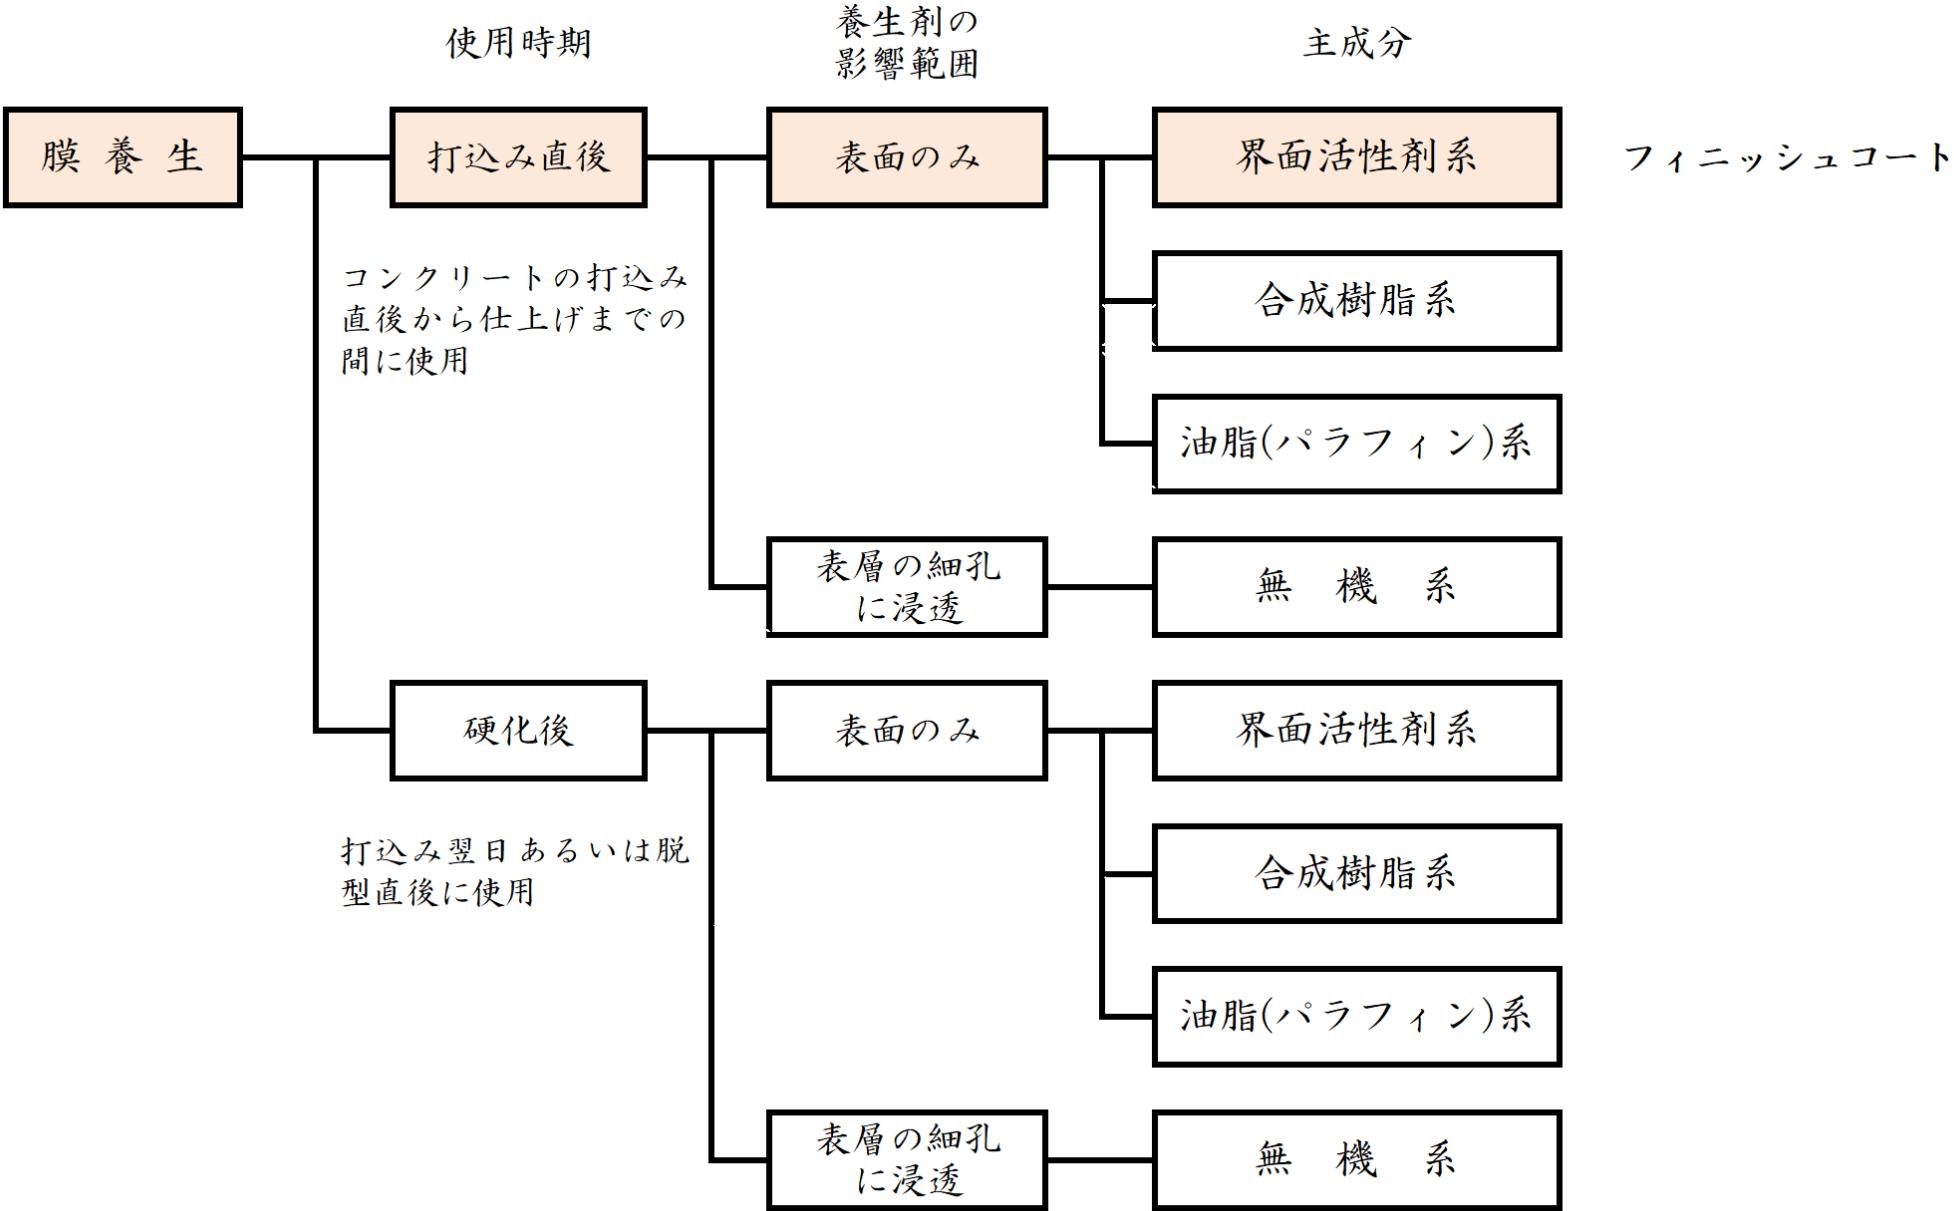 使用時期
養生剤の
影響範囲
主成分
膜養生
打込み直後
表面のみ
界面活性剤系
フィニッシュコート
コンクリートの打込み
直後から仕上げまでの
間に使用
合成樹脂系
油脂(パラフィン)系
表層の細孔
に浸透
無機系
硬化後
表面のみ
界面活性剤系
打込み翌日あるいは脱
型直後に使用
合成樹脂系
油脂(パラフィン)系
表層の細孔
に浸透
無機系